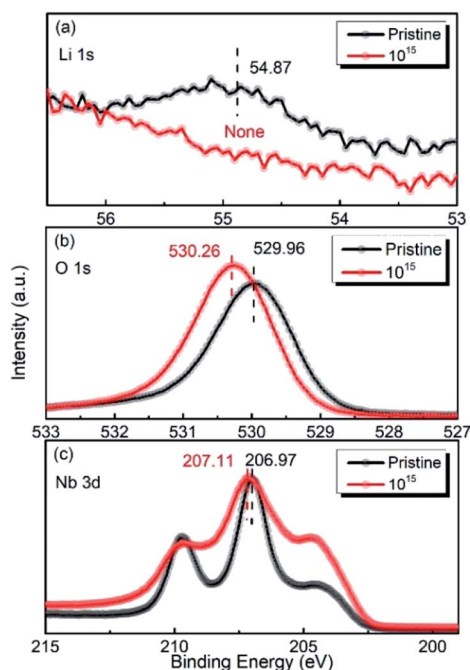 (a)
Li 1s
54.87
None
Pristine
10¹⁵
56 55 54 53
(b)
O 1s
530.26 529.96
Pristine
10¹⁵
533 532 531 530 529 528 527
Intensity (a.u.)
(c)
Nb 3d
207.11 206.97
Pristine
10¹⁵
215 210 205 200
Binding Energy (eV)